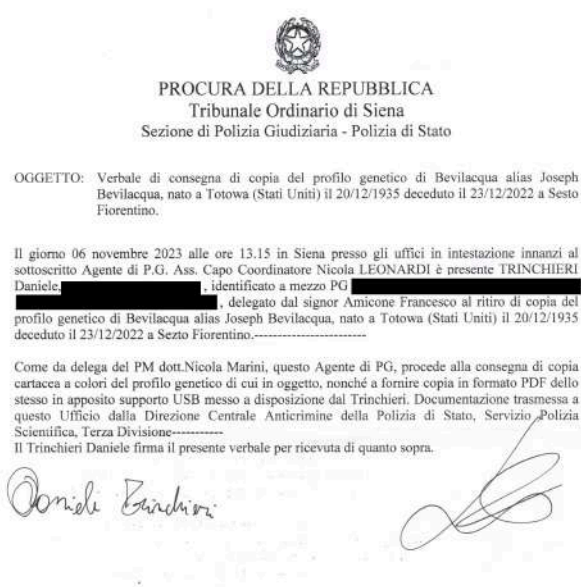 PROCURA DELLA REPUBBLICA
Tribunale Ordinario di Siena
Sezione di Polizia Giudiziaria - Polizia di Stato
OGGETTO: Verbale di consegna di copia del profilo genetico di Bevilacqua alias Joseph
Bevilacqua, nato a Totowa (Stati Uniti) il 20/12/1935 deceduto il 23/12/2022 a Sesto
Fiorentino.
Il giorno 06 novembre 2023 alle ore 13.15 in Siena presso gli uffici in intestazione innanzi al
sottoscritto Agente di P.G. Ass. Capo Coordinatore Nicola LEONARDI è presente TRINCHIERI
Daniele, , identificato a mezzo PG
, delegato dal signor Amicone Francesco al ritiro di copia del
profilo genetico di Bevilacqua alias Joseph Bevilacqua, nato a Totowa (Stati Uniti) il 20/12/1935
deceduto il 23/12/2022 a Sezto Fiorentino.-----------------------
Come da delega del PM dott.Nicola Marini, questo Agente di PG, procede alla consegna di copia
cartacea a colori del profilo genetico di cui in oggetto, nonché a fornire copia in formato PDF dello
stesso in apposito supporto USB messo a disposizione dal Trinchieri. Documentazione trasmessa a
questo Ufficio dalla Direzione Centrale Anticrimine della Polizia di Stato, Servizio Polizia
Scientifica, Terza Divisione-----------
Il Trinchieri Daniele firma il presente verbale per ricevuta di quanto sopra.
Daniele Trinchieri